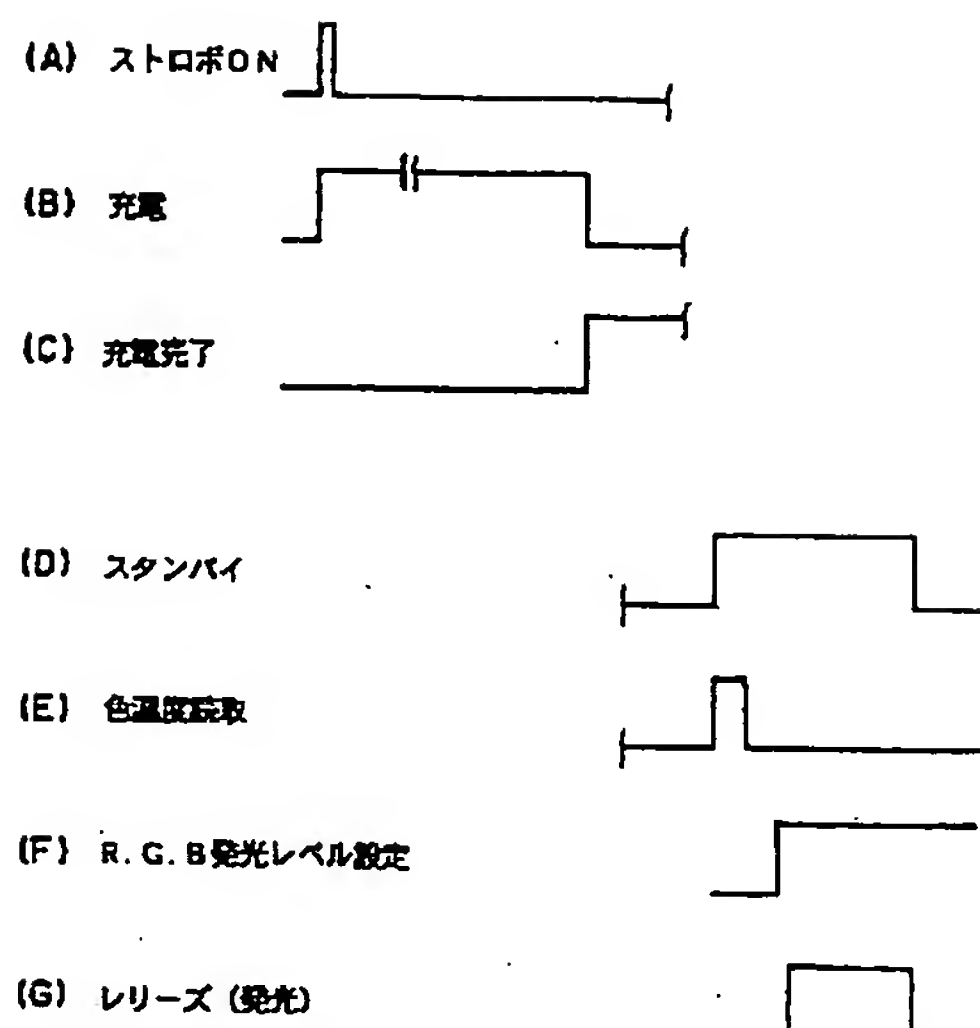 (A) ストロボON
(B) 充電
(C) 充電完了
(D) スタンバイ
(E) 色温度読取
(F) R.G.B発光レベル設定
(G) レリーズ (発光)